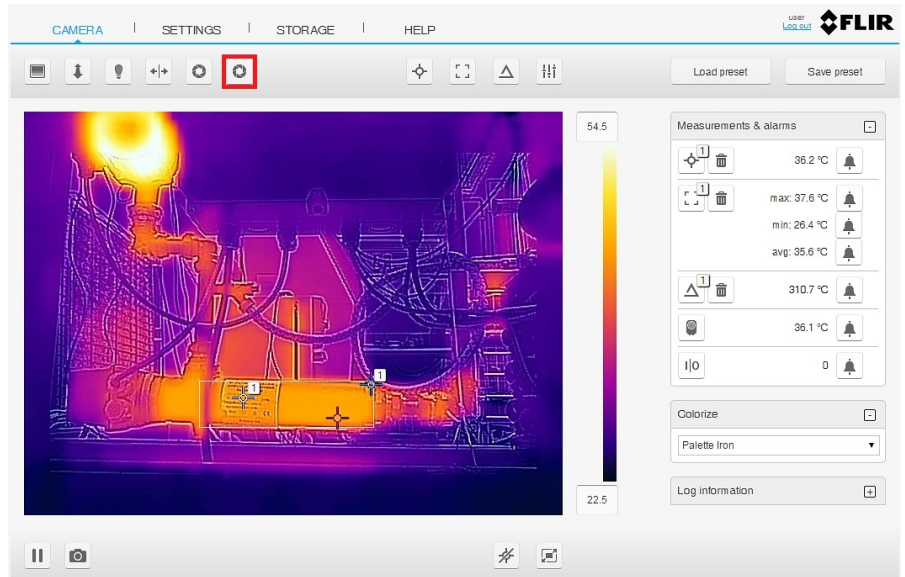 CAMERA | SETTINGS | STORAGE | HELP
user
Log out
FLIR
Load preset
Save preset
54.5
22.5
1
1
Measurements & alarms
1
36.2 °C
1
max: 37.6 °C
min: 26.4 °C
avg: 35.6 °C
1
310.7 °C
36.1 °C
I|O
0
Colorize
Palette Iron
Log information